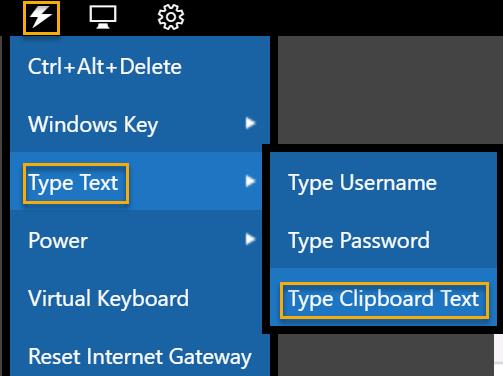 Ctrl+Alt+Delete
Windows Key
Type Text
Type Username
Power
Type Password
Virtual Keyboard
Type Clipboard Text
Reset Internet Gateway